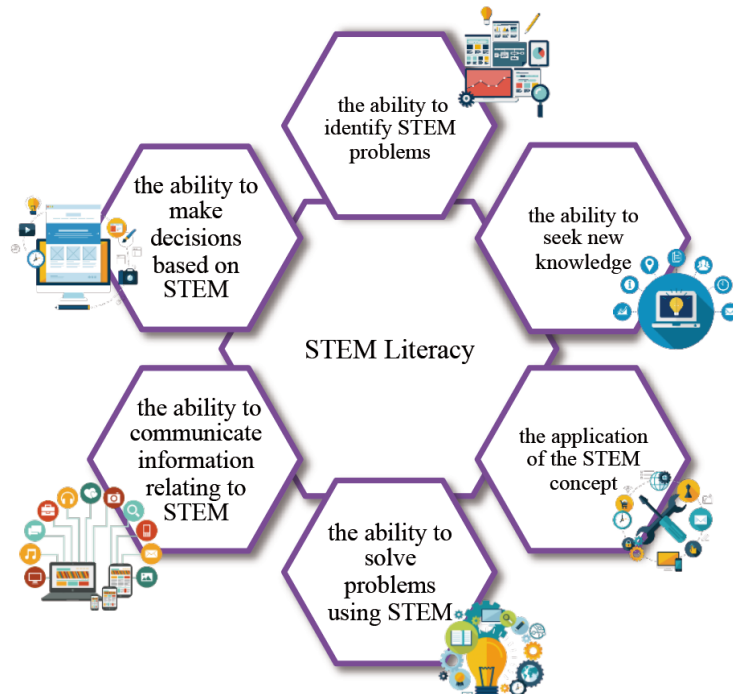 the ability to
identify STEM
problems
the ability to
seek new
knowledge
the application
of the STEM
concept
the ability to
solve
problems
using STEM
the ability to
communicate
information
relating to
STEM
the ability to
make
decisions
based on
STEM
STEM Literacy